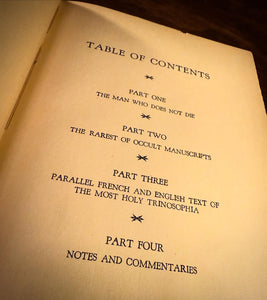 TABLE OF CONTENTS
PART ONE
THE MAN WHO DOES NOT DIE
PART TWO
THE RAREST OF OCCULT MANUSCRIPTS
PART THREE
PARALLEL FRENCH AND ENGLISH TEXT OF
THE MOST HOLY TRINOSOPHIA
PART FOUR
NOTES AND COMMENTARIES